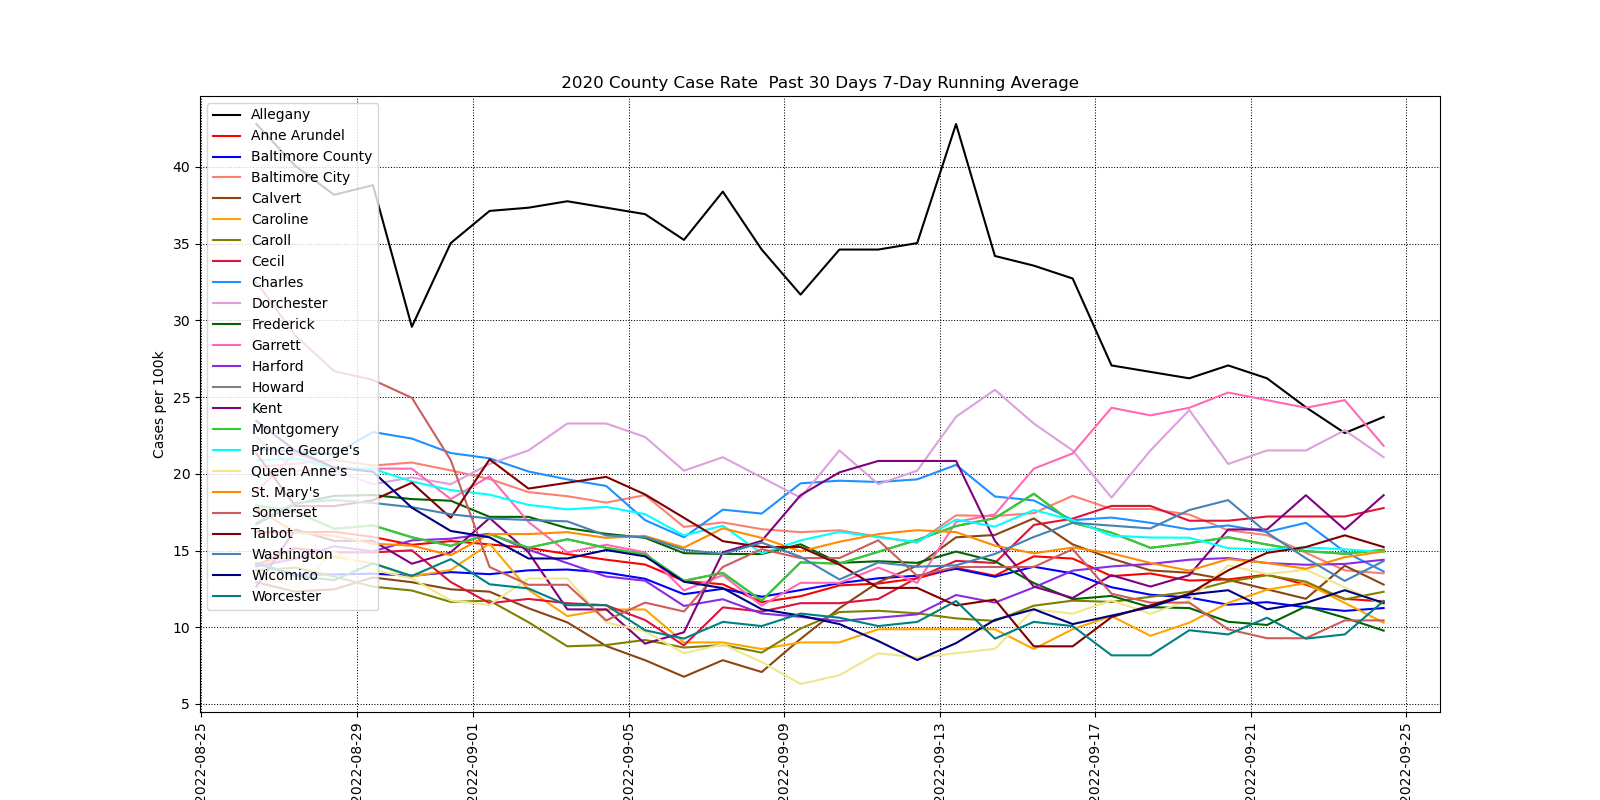 2020 County Case Rate  Past 30 Days 7-Day Running Average
Cases per 100k
40
35
30
25
20
15
10
5
Allegany
Anne Arundel
Baltimore County
Baltimore City
Calvert
Caroline
Caroll
Cecil
Charles
Dorchester
Frederick
Garrett
Harford
Howard
Kent
Montgomery
Prince George's
Queen Anne's
St. Mary's
Somerset
Talbot
Washington
Wicomico
Worcester
2022-08-25
2022-08-29
2022-09-01
2022-09-05
2022-09-09
2022-09-13
2022-09-17
2022-09-21
2022-09-25